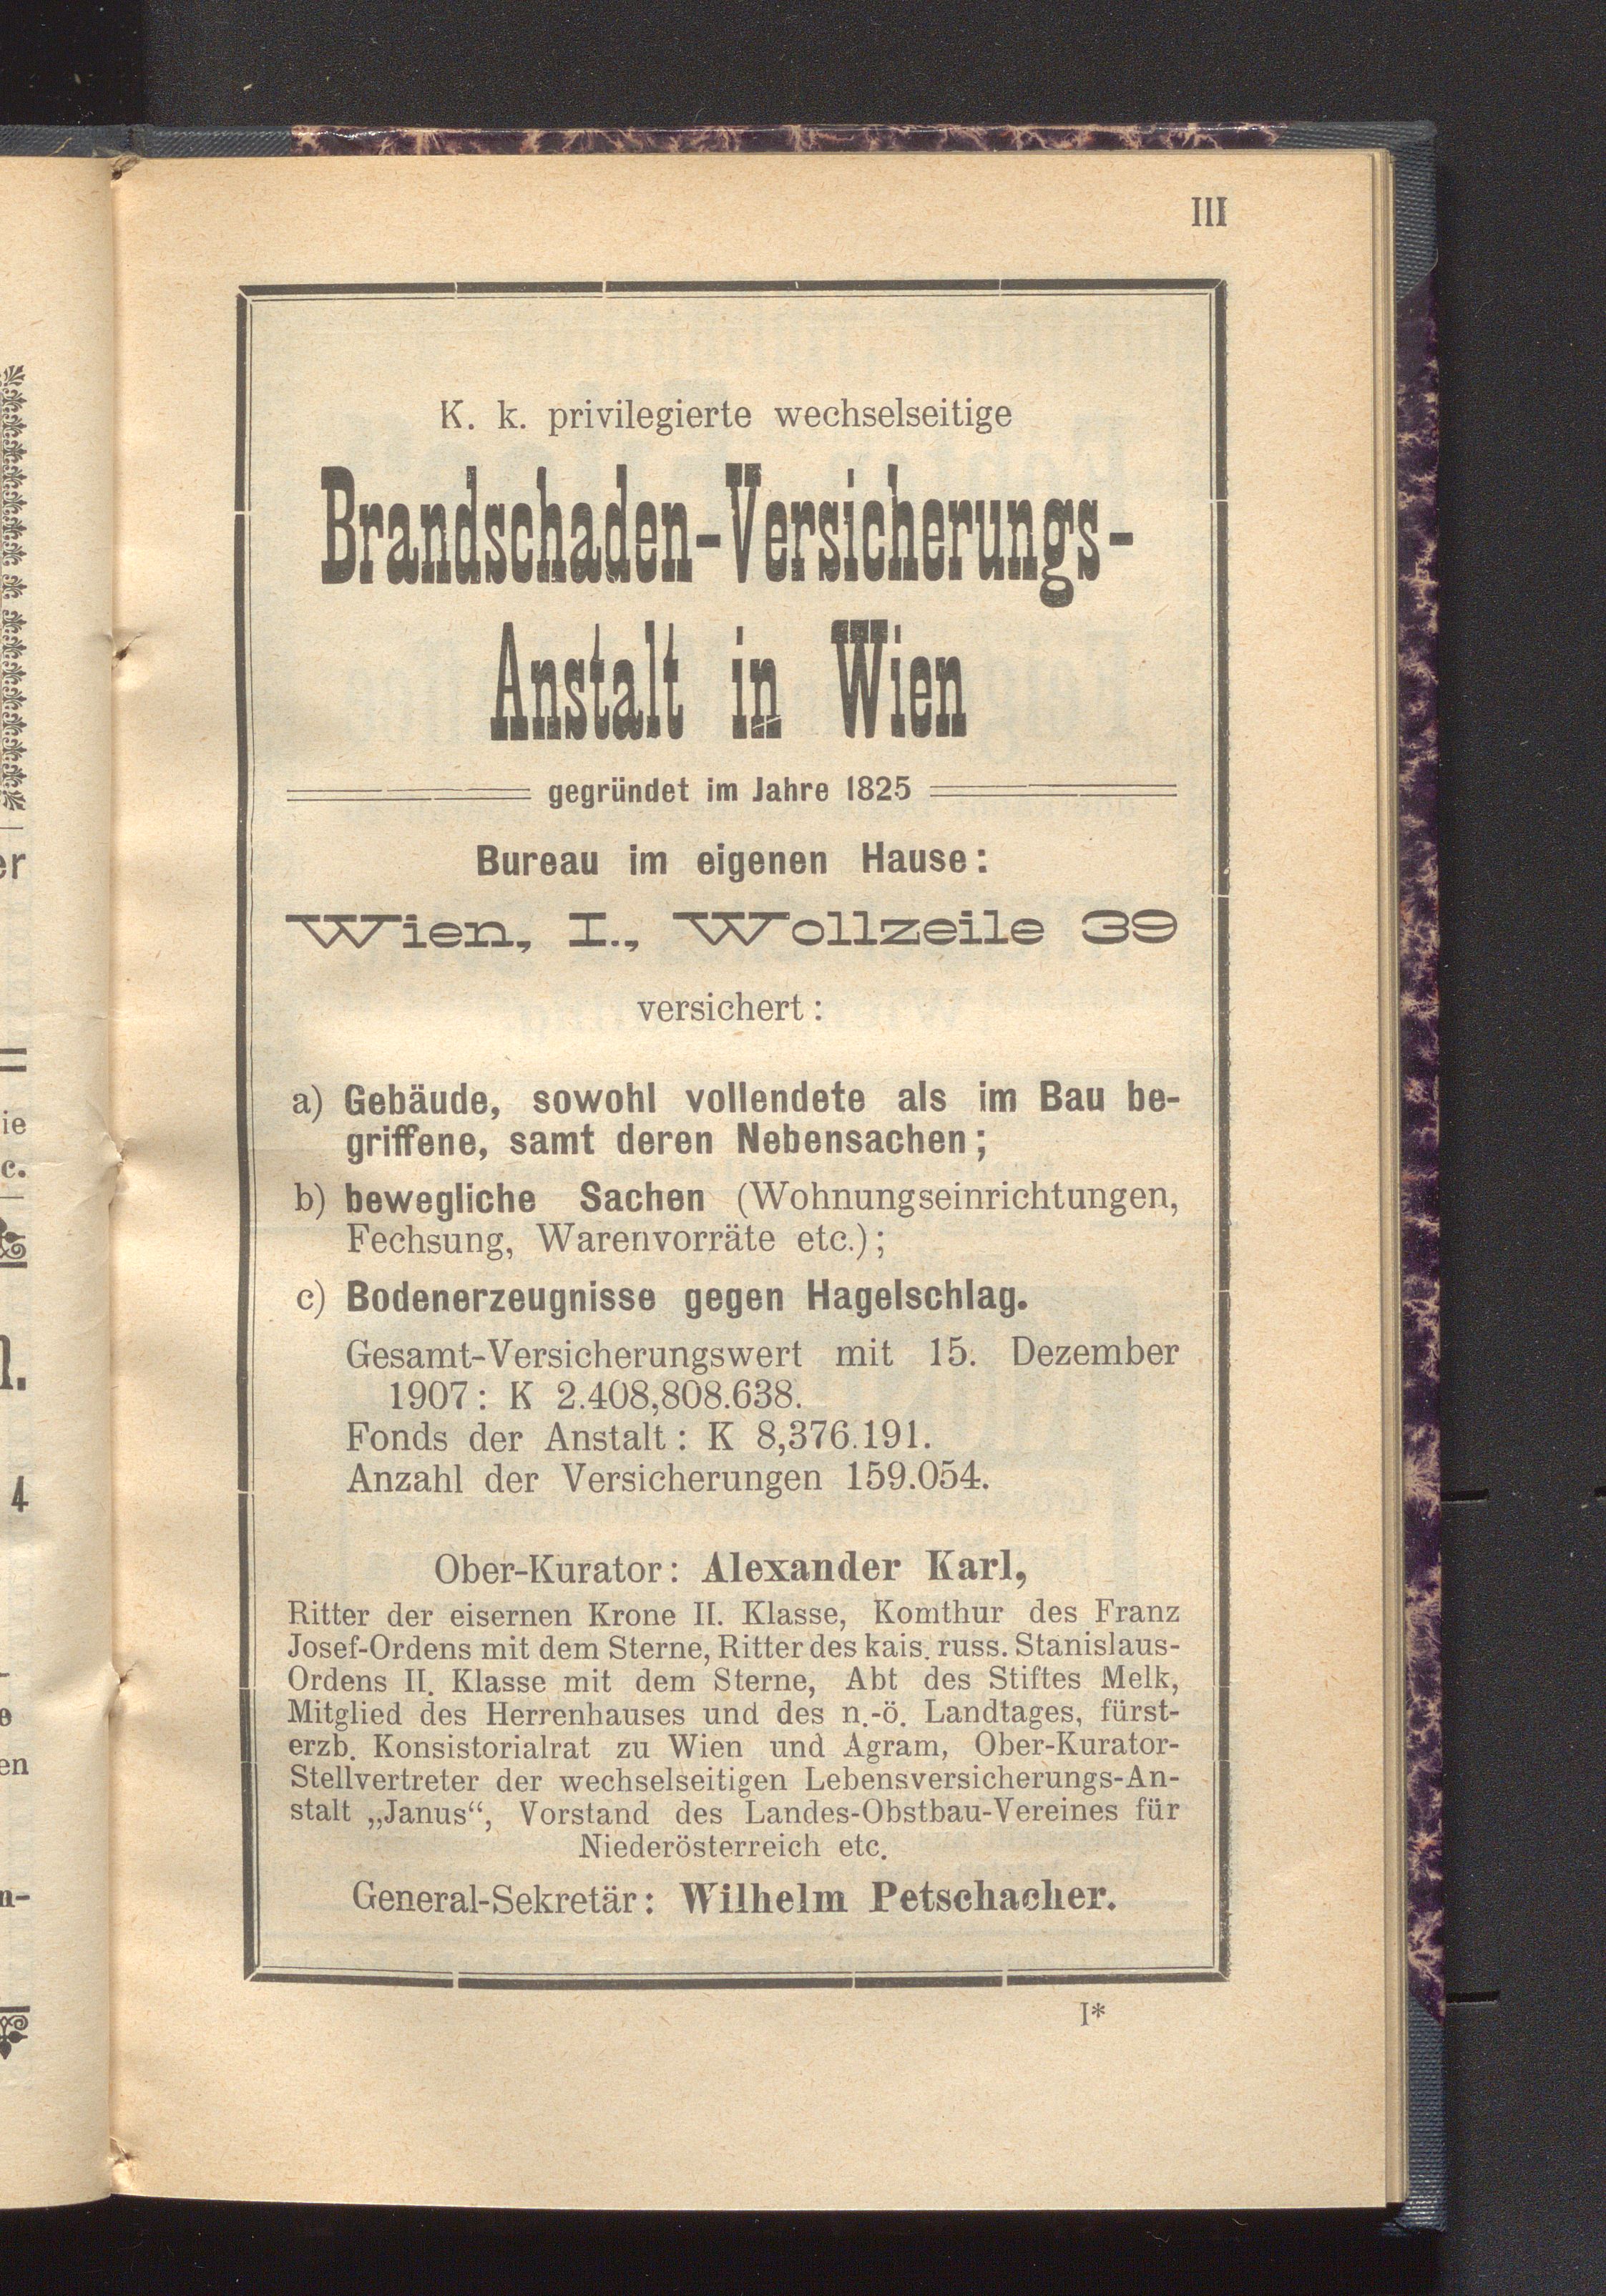 III
K. k. privilegierte wechselseitige
Brandschaden-Versicherungs-
Anstalt in Wien
gegründet im Jahre 1825
Bureau im eigenen Hause:
Wien, I., Wollzeile 39
versichert:
a) Gebäude, sowohl vollendete als im Bau be-
griffene, samt deren Nebensachen;
b) bewegliche Sachen (Wohnungseinrichtungen,
Fechsung, Warenvorräte etc.);
c) Bodenerzeugnisse gegen Hagelschlag.
Gesamt-Versicherungswert mit 15. Dezember
1907: K 2.408,808.638.
Fonds der Anstalt: K 8,376.191.
Anzahl der Versicherungen 159.054.
Ober-Kurator: Alexander Karl,
Ritter der eisernen Krone II. Klasse, Komthur des Franz
Josef-Ordens mit dem Sterne, Ritter des kais. russ. Stanislaus-
Ordens II. Klasse mit dem Sterne, Abt des Stiftes Melk,
Mitglied des Herrenhauses und des n.-ö. Landtages, fürst-
erzb. Konsistorialrat zu Wien und Agram, Ober-Kurator-
Stellvertreter der wechselseitigen Lebensversicherungs-An-
stalt „Janus“, Vorstand des Landes-Obstbau-Vereines für
Niederösterreich etc.
General-Sekretär: Wilhelm Petschacher.
I*